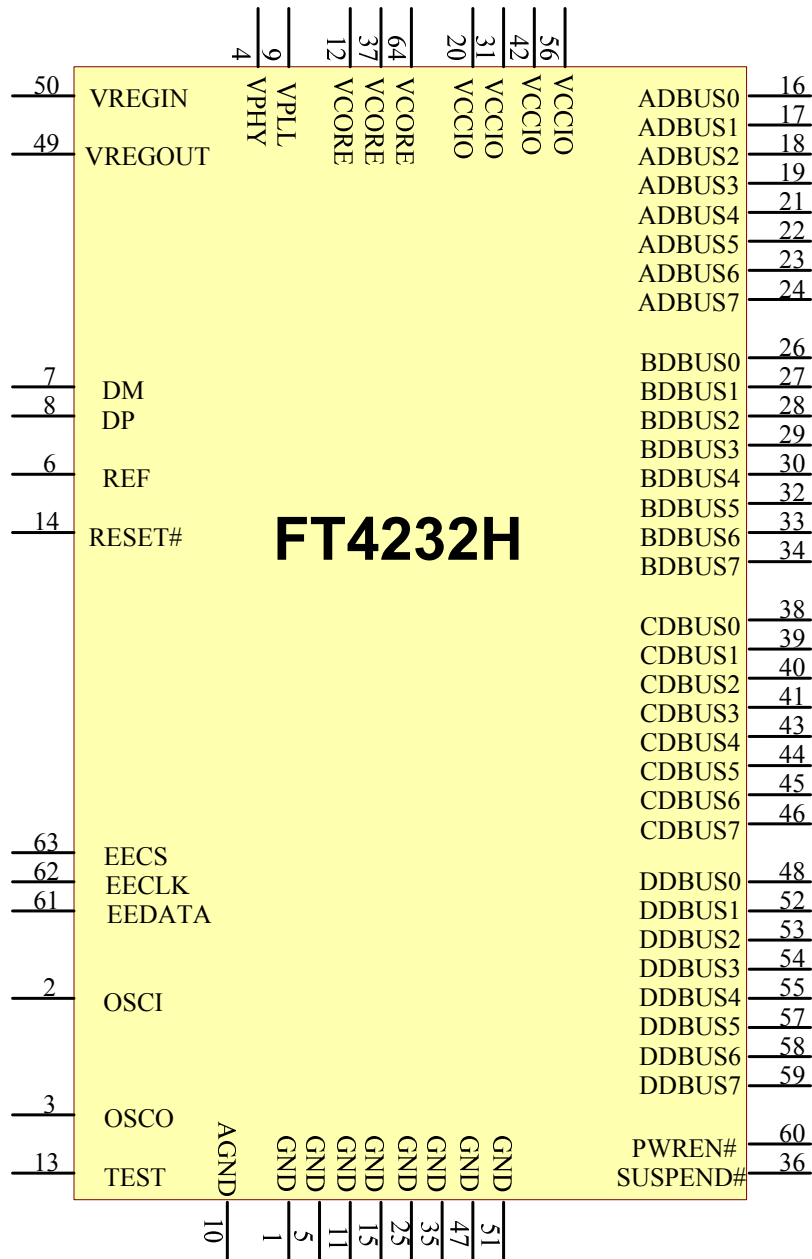 4 9 12 37 64 20 31 42 56
VPHY VPLL VCORE VCORE VCORE VCCIO VCCIO VCCIO VCCIO
50 VREGIN
49 VREGOUT
7 DM
8 DP
6 REF
14 RESET#
63 EECS
62 EECLK
61 EEDATA
2 OSCI
3 OSCO
13 TEST
FT4232H
ADBUS0 16
ADBUS1 17
ADBUS2 18
ADBUS3 19
ADBUS4 21
ADBUS5 22
ADBUS6 23
ADBUS7 24
BDBUS0 26
BDBUS1 27
BDBUS2 28
BDBUS3 29
BDBUS4 30
BDBUS5 32
BDBUS6 33
BDBUS7 34
CDBUS0 38
CDBUS1 39
CDBUS2 40
CDBUS3 41
CDBUS4 43
CDBUS5 44
CDBUS6 45
CDBUS7 46
DDBUS0 48
DDBUS1 52
DDBUS2 53
DDBUS3 54
DDBUS4 55
DDBUS5 57
DDBUS6 58
DDBUS7 59
PWREN# 60
SUSPEND# 36
AGND GND GND GND GND GND GND GND GND
10 1 5 11 15 25 35 47 51